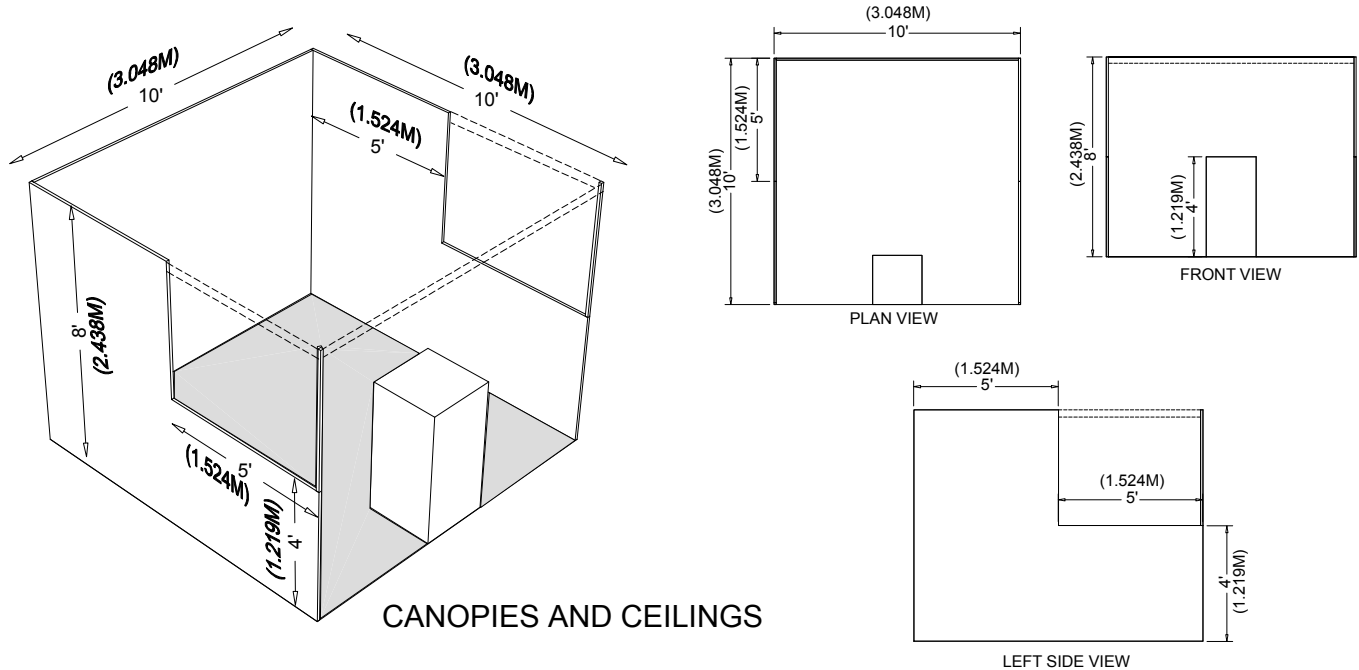 (3.048M)
10'
(3.048M)
10'
(1.524M)
5'
8'
(2.438M)
5'
(1.524M)
4'
(1.219M)
CANOPIES AND CEILINGS
(3.048M)
10'
(1.524M)
5'
(3.048M)
10'
PLAN VIEW
(2.438M)
8'
(1.219M)
4'
FRONT VIEW
(1.524M)
5'
(1.524M)
5'
4'
(1.219M)
LEFT SIDE VIEW